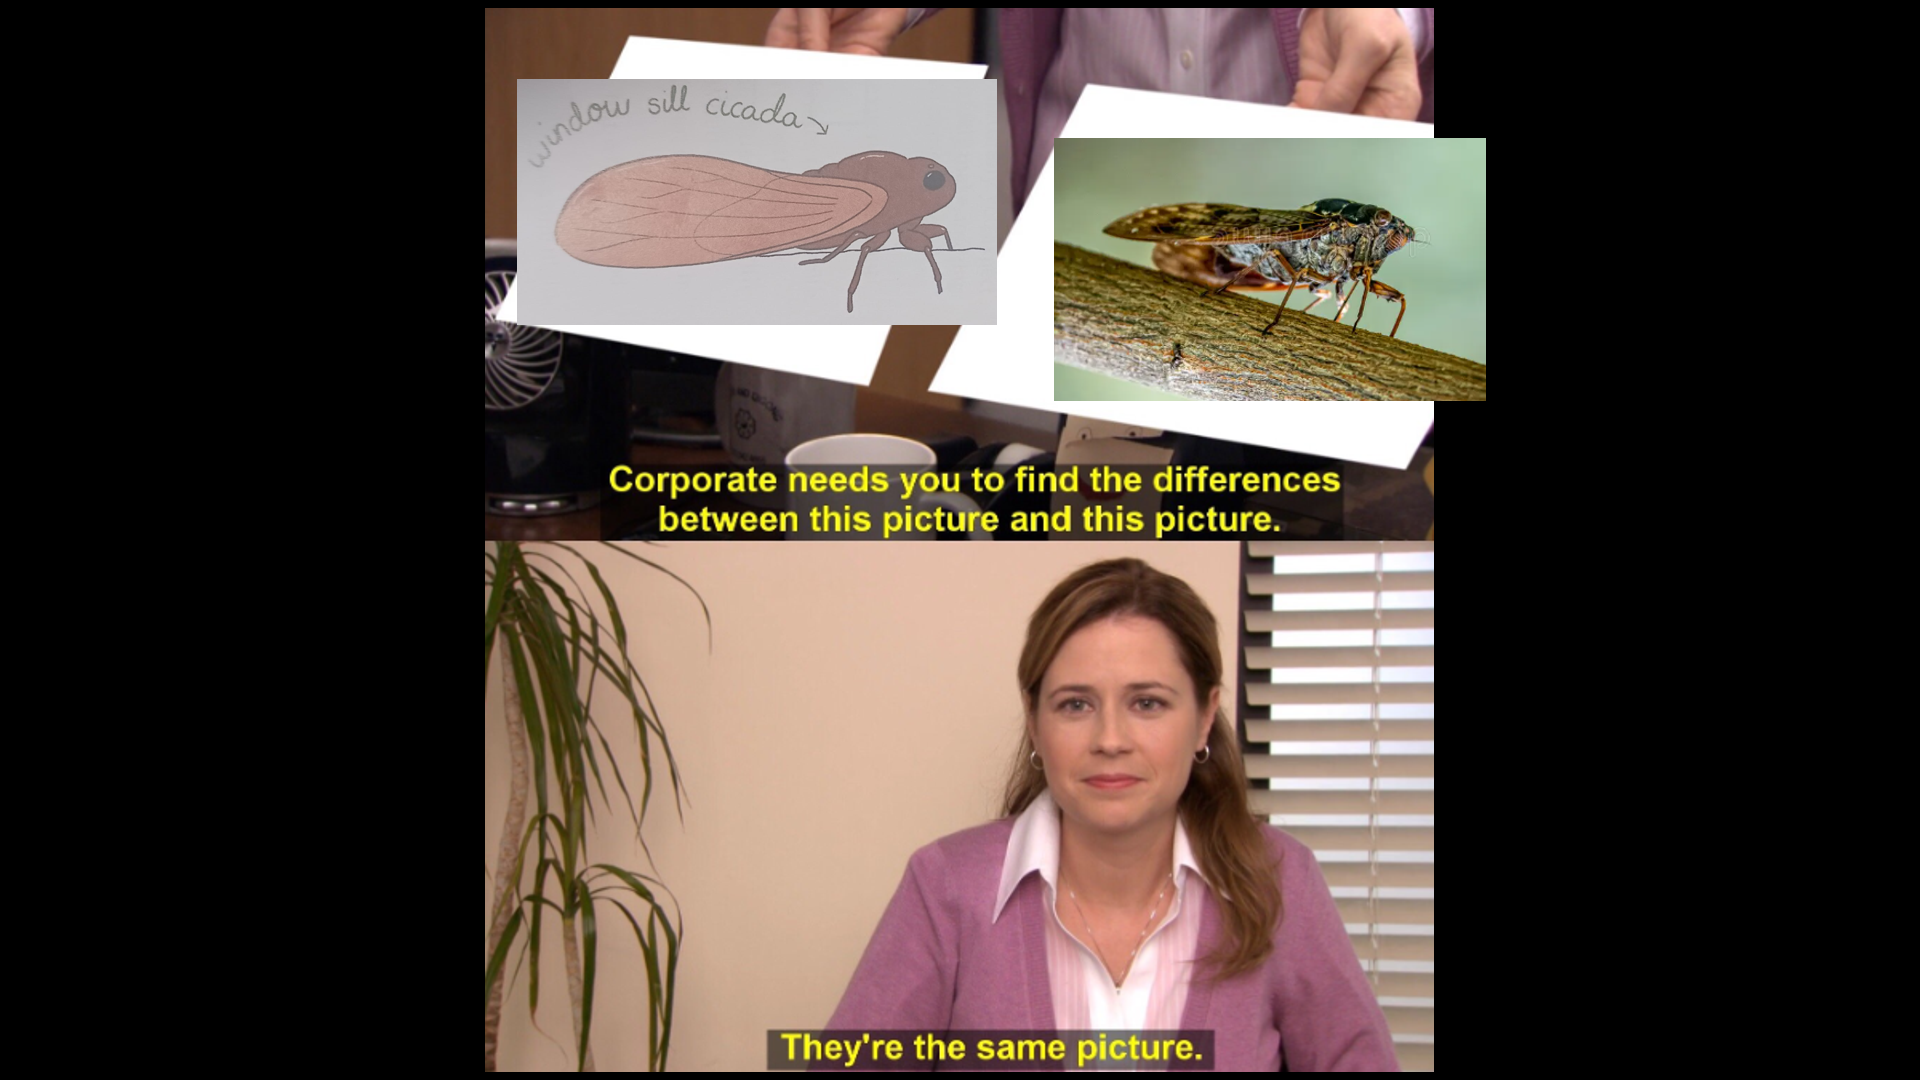 window sill cicada
Corporate needs you to find the differences
between this picture and this picture.
They're the same picture.